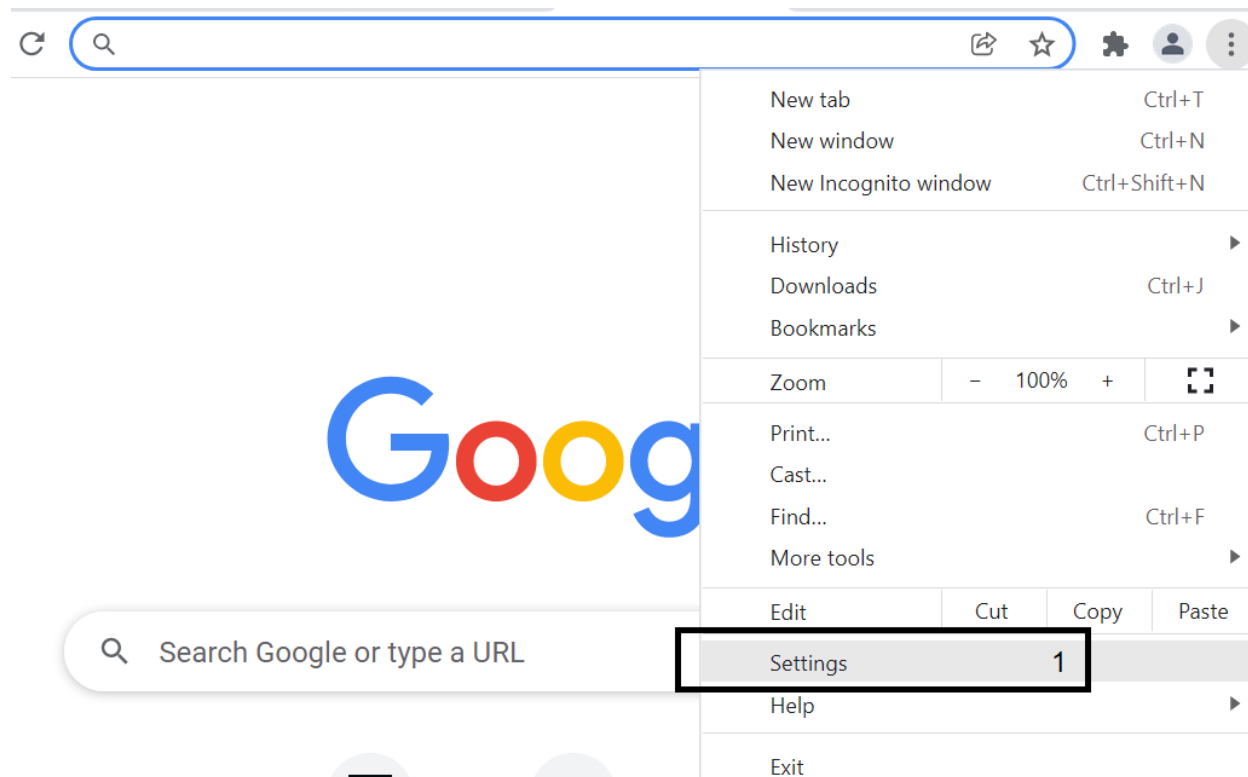 New tab Ctrl+T
New window Ctrl+N
New Incognito window Ctrl+Shift+N
History
Downloads Ctrl+J
Bookmarks
Zoom - 100% +
Goog
Print... Ctrl+P
Cast...
Find... Ctrl+F
More tools
Edit Cut Copy Paste
Search Google or type a URL
Settings 1
Help
Exit